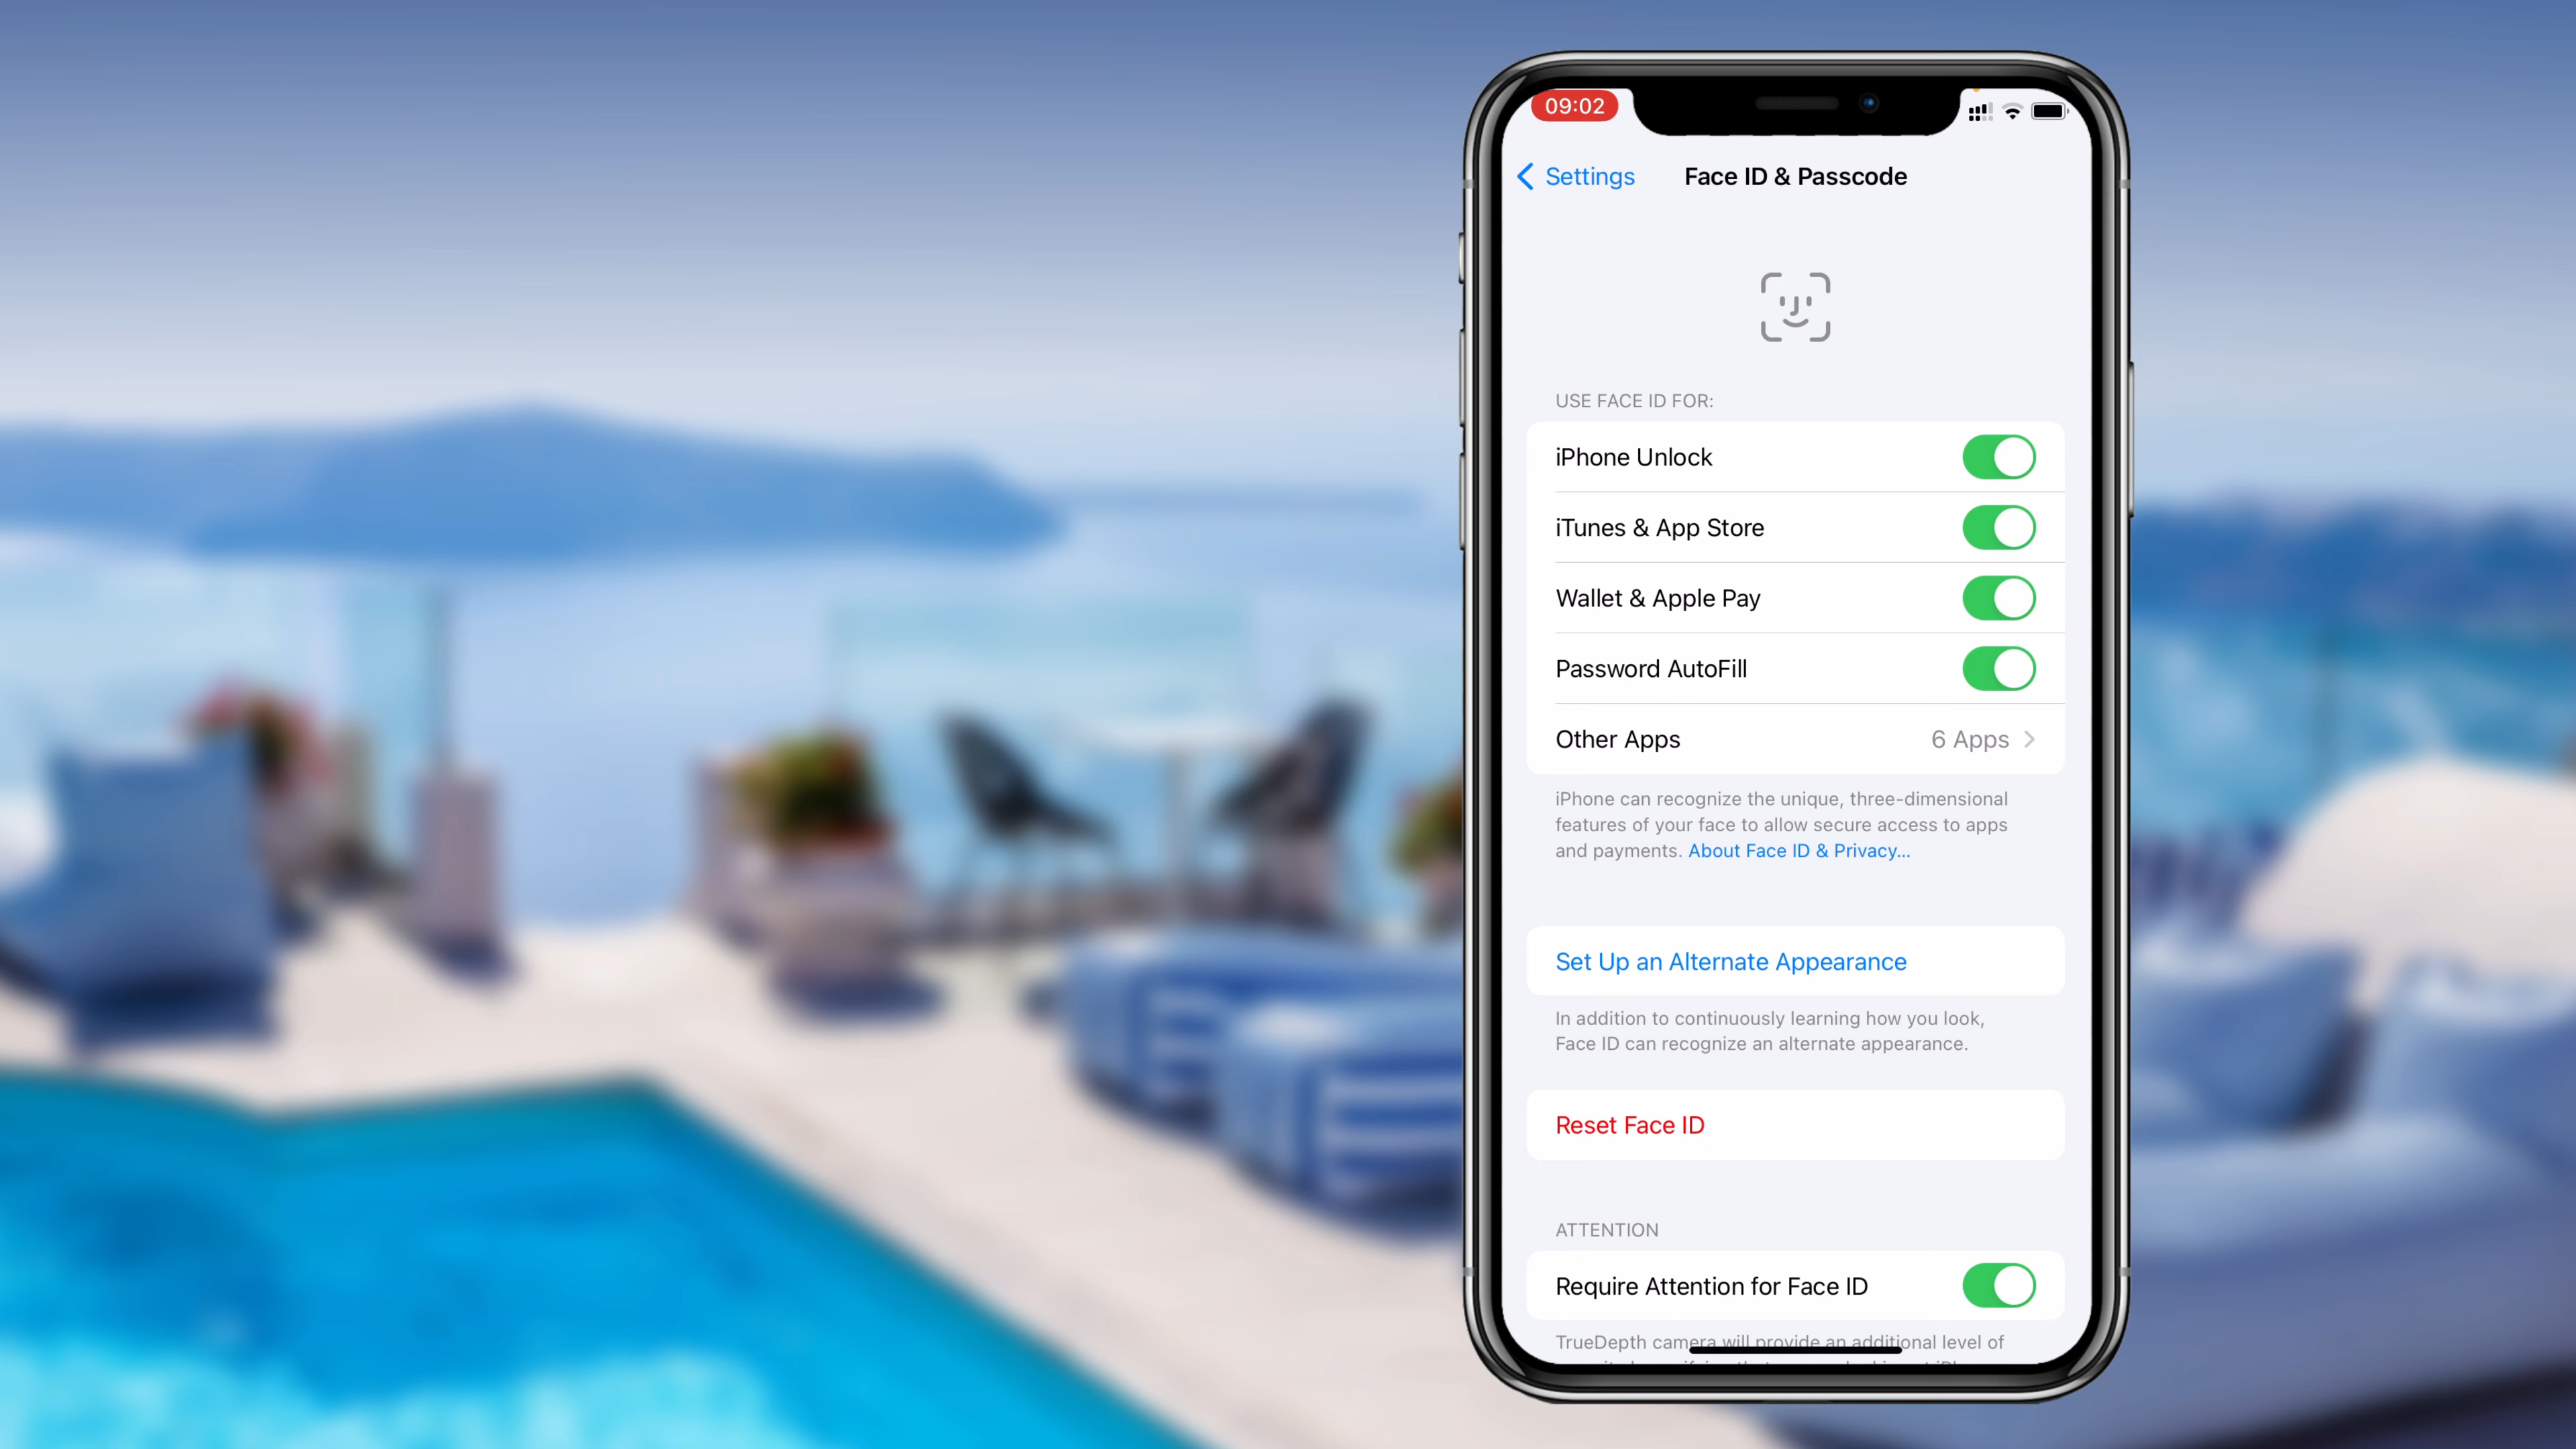 09:02
Settings
Face ID & Passcode
USE FACE ID FOR:
iPhone Unlock
iTunes & App Store
Wallet & Apple Pay
Password AutoFill
Other Apps 6 Apps
iPhone can recognize the unique, three-dimensional
features of your face to allow secure access to apps
and payments. About Face ID & Privacy...
Set Up an Alternate Appearance
In addition to continuously learning how you look,
Face ID can recognize an alternate appearance.
Reset Face ID
ATTENTION
Require Attention for Face ID
TrueDepth camera will provide an additional level of